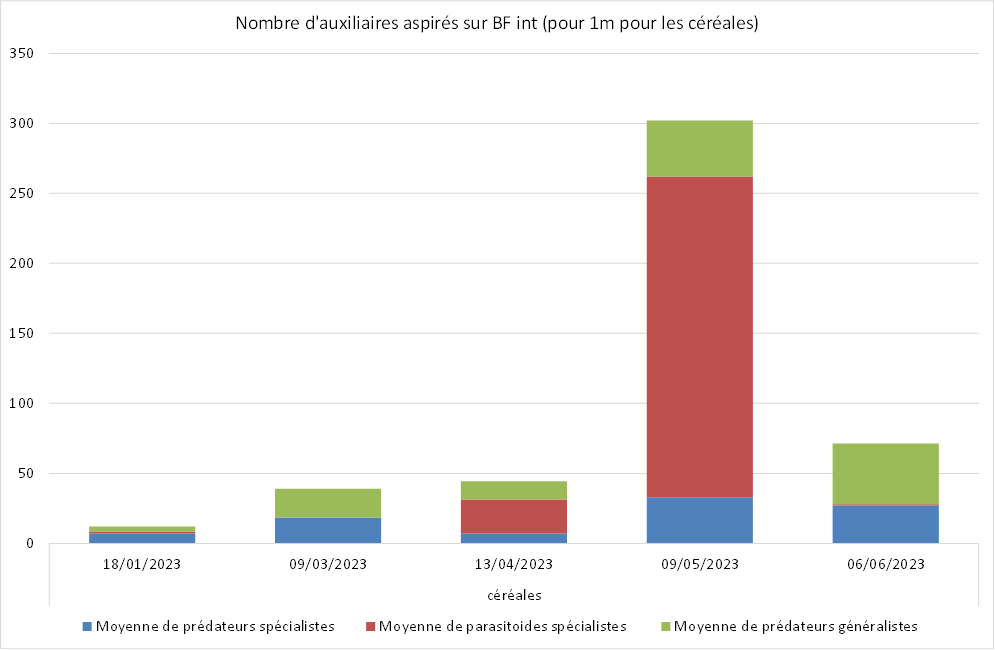 Nombre d'auxiliaires aspirés sur BF int (pour 1m pour les céréales)
350
300
250
200
150
100
50
0
18/01/2023 09/03/2023 13/04/2023 09/05/2023 06/06/2023
céréales
Moyenne de prédateurs spécialistes Moyenne de parasitoides spécialistes Moyenne de prédateurs généralistes